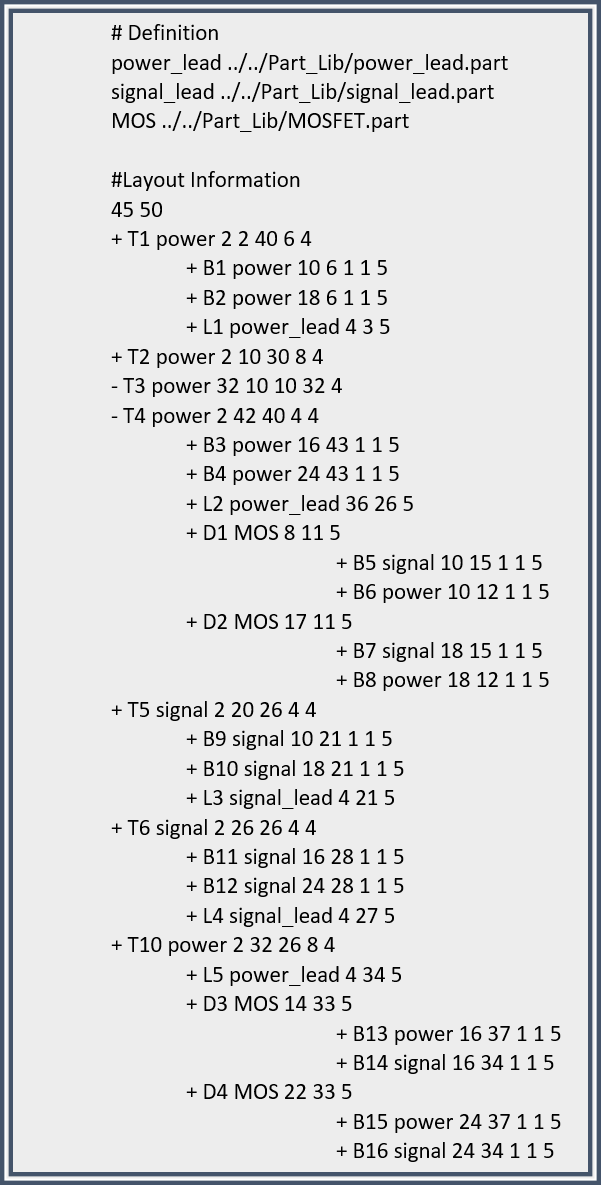 # Definition
power_lead ../../Part_Lib/power_lead.part
signal_lead ../../Part_Lib/signal_lead.part
MOS ../../Part_Lib/MOSFET.part
#Layout Information
45 50
+ T1 power 2 2 40 6 4
+ B1 power 10 6 1 1 5
+ B2 power 18 6 1 1 5
+ L1 power_lead 4 3 5
+ T2 power 2 10 30 8 4
- T3 power 32 10 10 32 4
- T4 power 2 42 40 4 4
+ B3 power 16 43 1 1 5
+ B4 power 24 43 1 1 5
+ L2 power_lead 36 26 5
+ D1 MOS 8 11 5
+ B5 signal 10 15 1 1 5
+ B6 power 10 12 1 1 5
+ D2 MOS 17 11 5
+ B7 signal 18 15 1 1 5
+ B8 power 18 12 1 1 5
+ T5 signal 2 20 26 4 4
+ B9 signal 10 21 1 1 5
+ B10 signal 18 21 1 1 5
+ L3 signal_lead 4 21 5
+ T6 signal 2 26 26 4 4
+ B11 signal 16 28 1 1 5
+ B12 signal 24 28 1 1 5
+ L4 signal_lead 4 27 5
+ T10 power 2 32 26 8 4
+ L5 power_lead 4 34 5
+ D3 MOS 14 33 5
+ B13 power 16 37 1 1 5
+ B14 signal 16 34 1 1 5
+ D4 MOS 22 33 5
+ B15 power 24 37 1 1 5
+ B16 signal 24 34 1 1 5